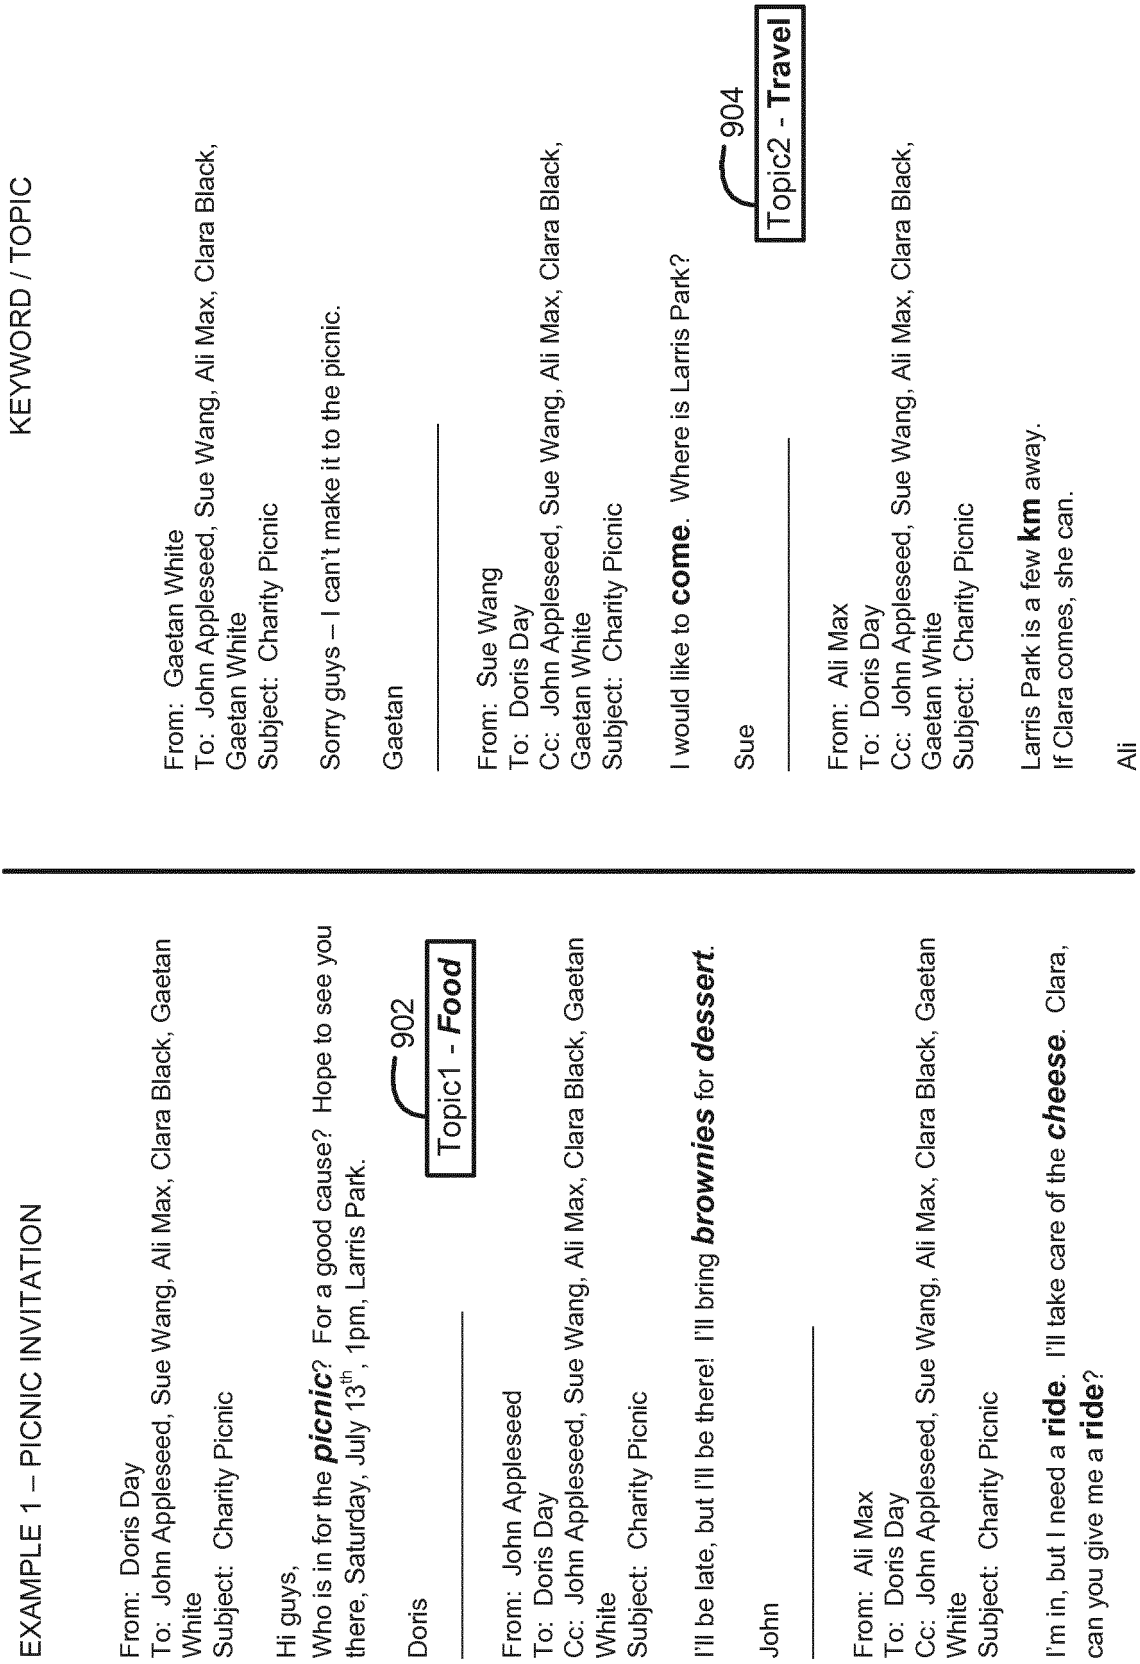 EXAMPLE 1 – PICNIC INVITATION
From: Doris Day
To: John Appleseed, Sue Wang, Ali Max, Clara Black, Gaetan
White
Subject: Charity Picnic
Hi guys,
Who is in for the picnic? For a good cause? Hope to see you
there, Saturday, July 13th, 1pm, Larris Park.
Doris
902
Topic1 - Food
From: John Appleseed
To: Doris Day
Cc: John Appleseed, Sue Wang, Ali Max, Clara Black, Gaetan
White
Subject: Charity Picnic
I'll be late, but I'll be there! I'll bring brownies for dessert.
John
From: Ali Max
To: Doris Day
Cc: John Appleseed, Sue Wang, Ali Max, Clara Black, Gaetan
White
Subject: Charity Picnic
I'm in, but I need a ride. I'll take care of the cheese. Clara,
can you give me a ride?
KEYWORD / TOPIC
From: Gaetan White
To: John Appleseed, Sue Wang, Ali Max, Clara Black,
Gaetan White
Subject: Charity Picnic
Sorry guys – I can't make it to the picnic.
Gaetan
From: Sue Wang
To: Doris Day
Cc: John Appleseed, Sue Wang, Ali Max, Clara Black,
Gaetan White
Subject: Charity Picnic
I would like to come. Where is Larris Park?
904
Topic2 - Travel
Sue
From: Ali Max
To: Doris Day
Cc: John Appleseed, Sue Wang, Ali Max, Clara Black,
Gaetan White
Subject: Charity Picnic
Larris Park is a few km away.
If Clara comes, she can.
Ali